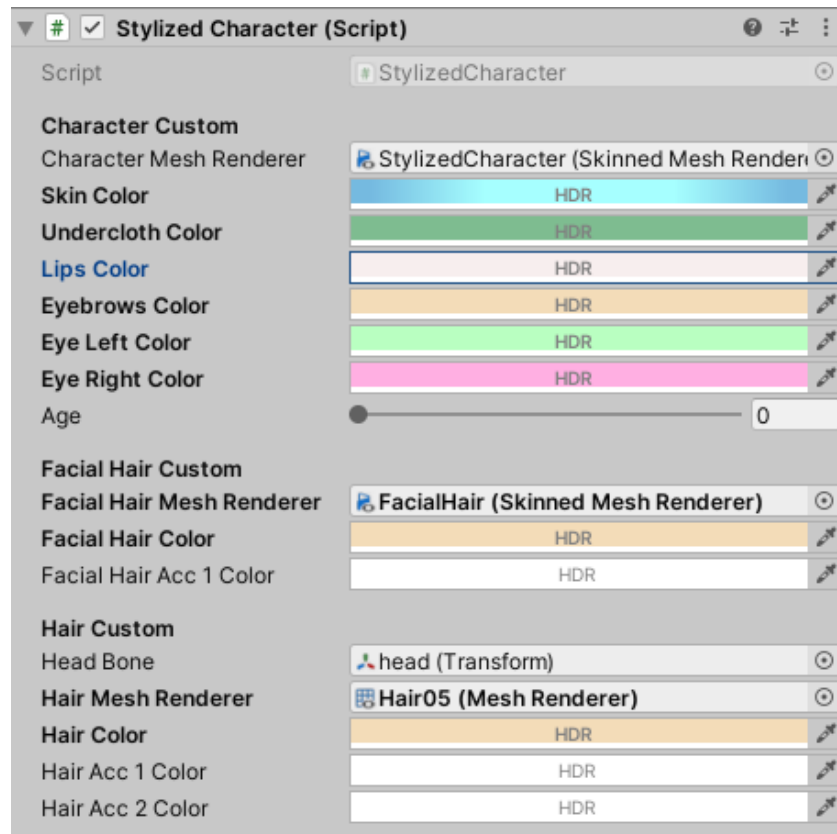 Stylized Character (Script)
Script # StylizedCharacter
Character Custom
Character Mesh Renderer StylizedCharacter (Skinned Mesh Rendere
Skin Color HDR
Undercloth Color HDR
Lips Color HDR
Eyebrows Color HDR
Eye Left Color HDR
Eye Right Color HDR
Age 0
Facial Hair Custom
Facial Hair Mesh Renderer FacialHair (Skinned Mesh Renderer)
Facial Hair Color HDR
Facial Hair Acc 1 Color HDR
Hair Custom
Head Bone head (Transform)
Hair Mesh Renderer Hair05 (Mesh Renderer)
Hair Color HDR
Hair Acc 1 Color HDR
Hair Acc 2 Color HDR